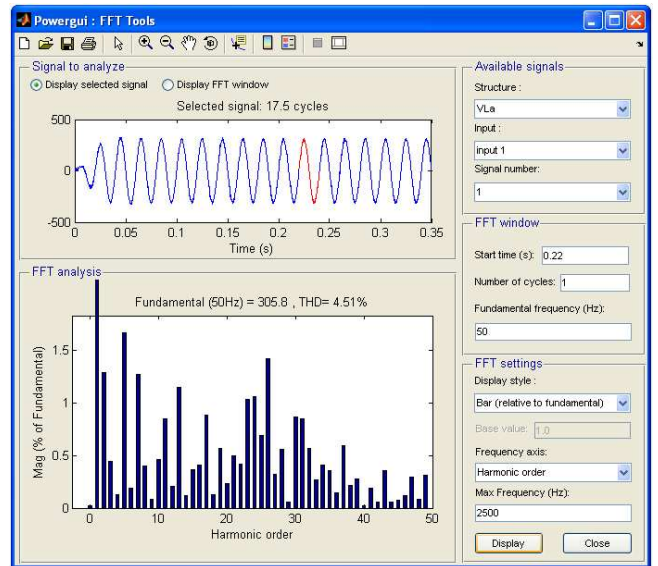 Powergui : FFT Tools
Signal to analyze
Display selected signal
Display FFT window
Selected signal: 17.5 cycles
500
0
-500
0 0.05 0.1 0.15 0.2 0.25 0.3 0.35
Time (s)
FFT analysis
Fundamental (50Hz) = 305.8 , THD= 4.51%
Mag (% of Fundamental)
1.5
1
0.5
0
0 10 20 30 40 50
Harmonic order
Available signals
Structure :
VLa
Input :
input 1
Signal number:
1
FFT window
Start time (s): 0.22
Number of cycles: 1
Fundamental frequency (Hz):
50
FFT settings
Display style :
Bar (relative to fundamental)
Base value: 1.0
Frequency axis:
Harmonic order
Max Frequency (Hz):
2500
Display
Close